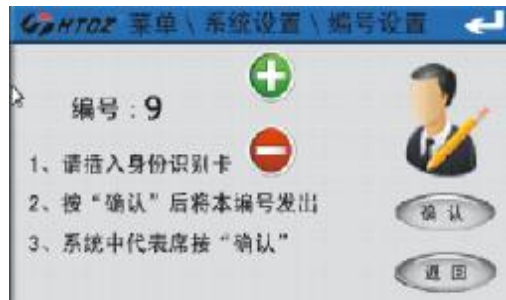 HTDZ 菜单\系统设置\编号设置
编号:9
1、请插入身份识别卡
2、按“确认”后将本编号发出
3、系统中代表席按“确认”
确 认
退 回